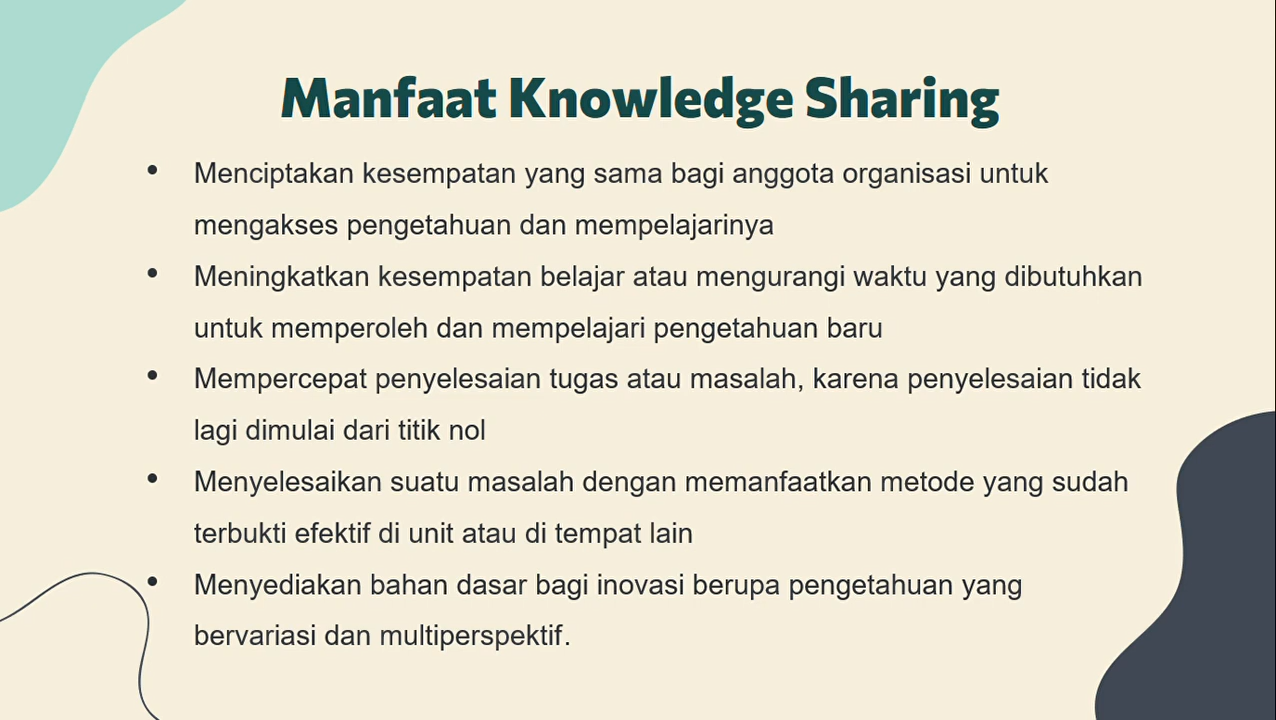 Manfaat Knowledge Sharing
• Menciptakan kesempatan yang sama bagi anggota organisasi untuk
mengakses pengetahuan dan mempelajarinya
• Meningkatkan kesempatan belajar atau mengurangi waktu yang dibutuhkan
untuk memperoleh dan mempelajari pengetahuan baru
• Mempercepat penyelesaian tugas atau masalah, karena penyelesaian tidak
lagi dimulai dari titik nol
• Menyelesaikan suatu masalah dengan memanfaatkan metode yang sudah
terbukti efektif di unit atau di tempat lain
• Menyediakan bahan dasar bagi inovasi berupa pengetahuan yang
bervariasi dan multiperspektif.